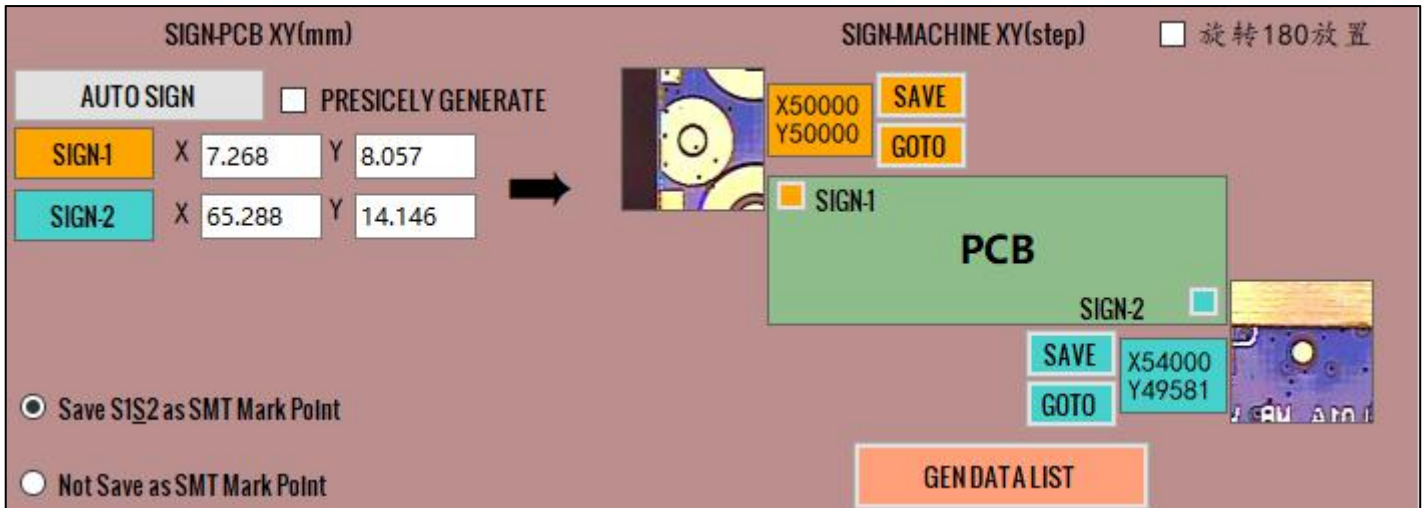 SIGN-PCB XY(mm)
SIGN-MACHINE XY(step)
旋转180放置
AUTO SIGN
PRESICELY GENERATE
SIGN-1 X 7.268 Y 8.057
SIGN-2 X 65.288 Y 14.146
X50000
Y50000
SAVE
GOTO
SIGN-1
PCB
SIGN-2
SAVE
GOTO
X54000
Y49581
Save S1S2 as SMT Mark Point
Not Save as SMT Mark Point
GEN DATA LIST